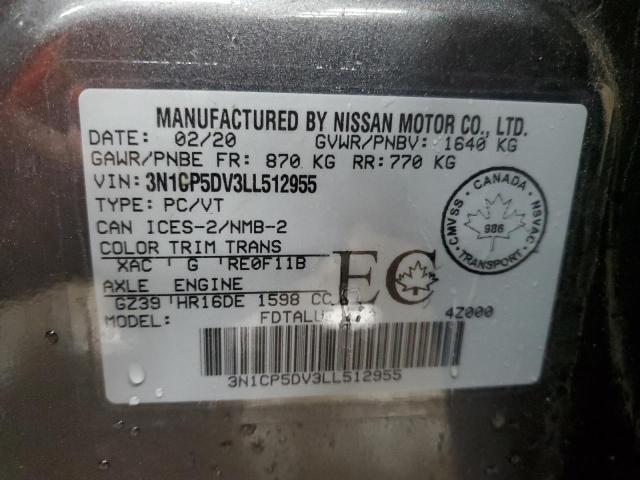 MANUFACTURED BY NISSAN MOTOR CO., LTD.
DATE: 02/20 GVWR/PNBV: 1640 KG
GAWR/PNBE FR: 870 KG RR: 770 KG
VIN: 3N1CP5DV3LL512955
TYPE: PC/VT
CAN ICES-2/NMB-2
COLOR TRIM TRANS
XAC ' G ' RE0F11B
AXLE ENGINE
GZ39 ' HR16DE 1598 CC
EC
MODEL: 4Z000
3N1CP5DV3LL512955
CMVSS - CANADA - NSVAC
986
TRANSPORT